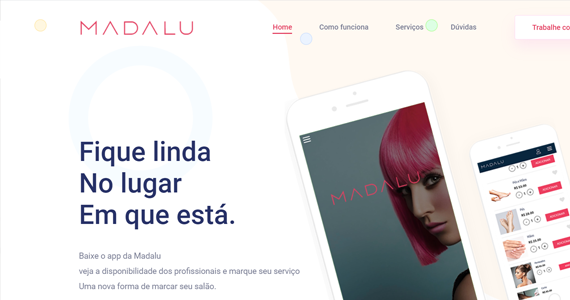 MADALU
Home Como funciona Serviços Dúvidas Trabalhe co
Fique linda
No lugar
Em que está.
Baixe o app da Madalu
veja a disponibilidade dos profissionais e marque seu serviço
Uma nova forma de marcar seu salão.
MADALU
MADALU